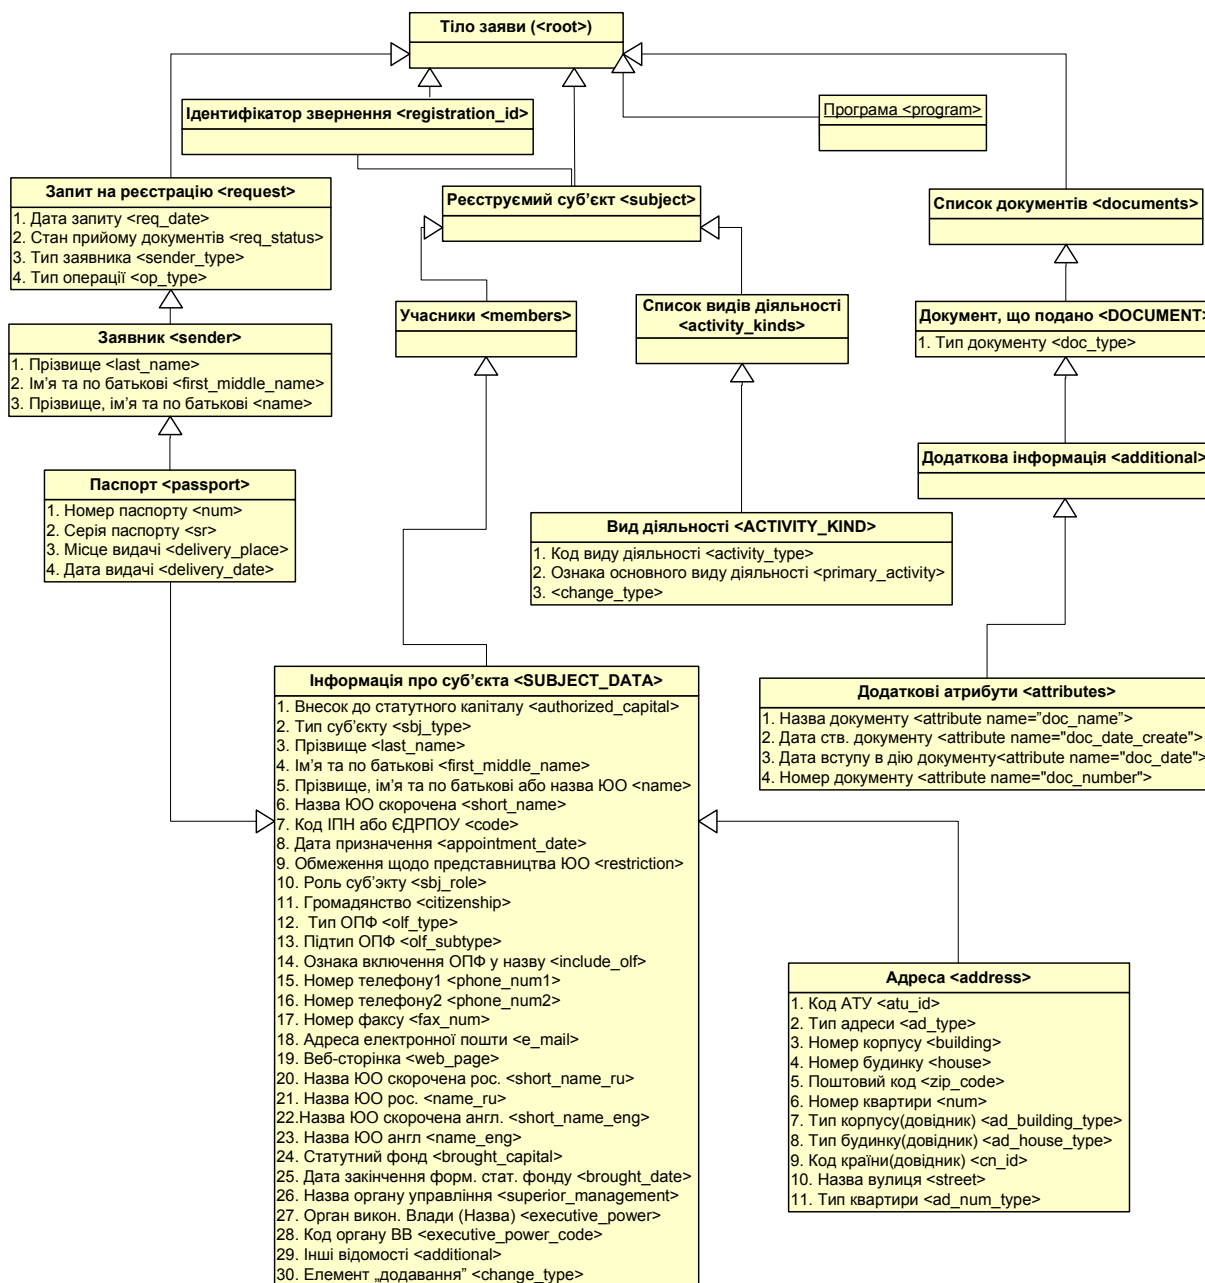 Тіло заяви (<root>)
Ідентифікатор звернення <registration_id>
Програма <program>
Запит на реєстрацію <request>
1. Дата запиту <req_date>
2. Стан прийому документів <req_status>
3. Тип заявника <sender_type>
4. Тип операції <op_type>
Реєструємий суб'єкт <subject>
Список документів <documents>
Учасники <members>
Список видів діяльності
<activity_kinds>
Документ, що подано <DOCUMENT>
1. Тип документу <doc_type>
Заявник <sender>
1. Прізвище <last_name>
2. Ім'я та по батькові <first_middle_name>
3. Прізвище, ім'я та по батькові <name>
Додаткова інформація <additional>
Паспорт <passport>
1. Номер паспорту <num>
2. Серія паспорту <sr>
3. Місце видачі <delivery_place>
4. Дата видачі <delivery_date>
Вид діяльності <ACTIVITY_KIND>
1. Код виду діяльності <activity_type>
2. Ознака основного виду діяльності <primary_activity>
3. <change_type>
Інформація про суб'єкта <SUBJECT_DATA>
1. Внесок до статутного капіталу <authorized_capital>
2. Тип суб'єкту <sbj_type>
3. Прізвище <last_name>
4. Ім'я та по батькові <first_middle_name>
5. Прізвище, ім'я та по батькові або назва ЮО <name>
6. Назва ЮО скорочена <short_name>
7. Код ІПН або ЄДРПОУ <code>
8. Дата призначення <appointment_date>
9. Обмеження щодо представництва ЮО <restriction>
10. Роль суб'экту <sbj_role>
11. Громадянство <citizenship>
12. Тип ОПФ <olf_type>
13. Підтип ОПФ <olf_subtype>
14. Ознака включення ОПФ у назву <include_olf>
15. Номер телефону1 <phone_num1>
16. Номер телефону2 <phone_num2>
17. Номер факсу <fax_num>
18. Адреса електронної пошти <e_mail>
19. Веб-сторінка <web_page>
20. Назва ЮО скорочена рос. <short_name_ru>
21. Назва ЮО рос. <name_ru>
22.Назва ЮО скорочена англ. <short_name_eng>
23. Назва ЮО англ <name_eng>
24. Статутний фонд <brought_capital>
25. Дата закінчення форм. стат. фонду <brought_date>
26. Назва органу управління <superior_management>
27. Орган викон. Влади (Назва) <executive_power>
28. Код органу ВВ <executive_power_code>
29. Інші відомості <additional>
30. Елемент „додавання" <change_type>
Додаткові атрибути <attributes>
1. Назва документу <attribute name="doc_name">
2. Дата ств. документу <attribute name="doc_date_create">
3. Дата вступу в дію документу<attribute name="doc_date">
4. Номер документу <attribute name="doc_number">
Адреса <address>
1. Код АТУ <atu_id>
2. Тип адреси <ad_type>
3. Номер корпусу <building>
4. Номер будинку <house>
5. Поштовий код <zip_code>
6. Номер квартири <num>
7. Тип корпусу(довідник) <ad_building_type>
8. Тип будинку(довідник) <ad_house_type>
9. Код країни(довідник) <cn_id>
10. Назва вулиця <street>
11. Тип квартири <ad_num_type>